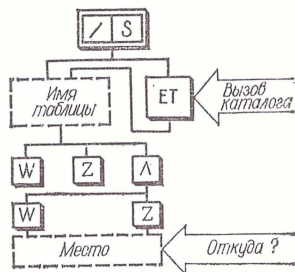 / S
Имя
таблицы
ET
Вызов
каталога
W Z Λ
W Z
Место
Откуда ?